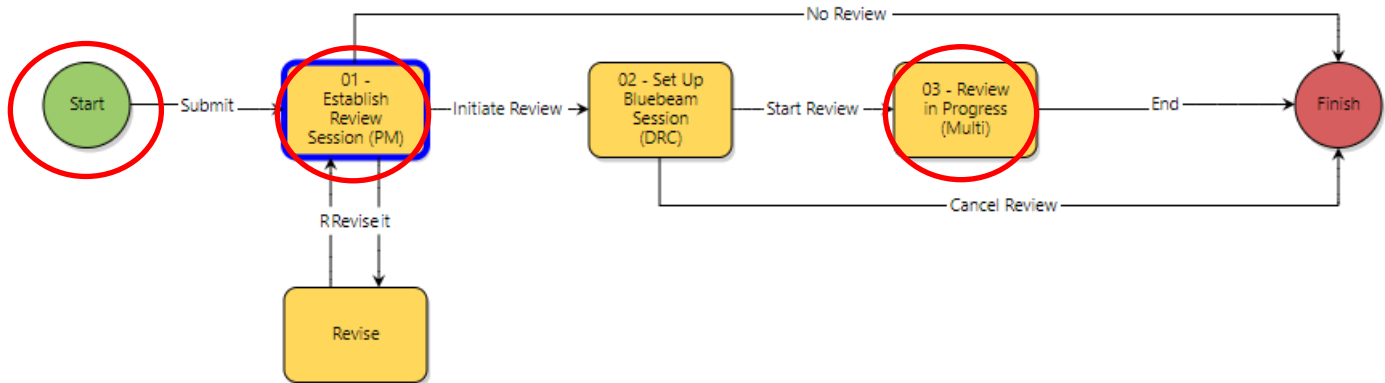 No Review
Start
Submit
01 -
Establish
Review
Session (PM)
Initiate Review
02 - Set Up
Bluebeam
Session
(DRC)
Start Review
03 - Review
in Progress
(Multi)
End
Finish
Cancel Review
Revise it
Revise